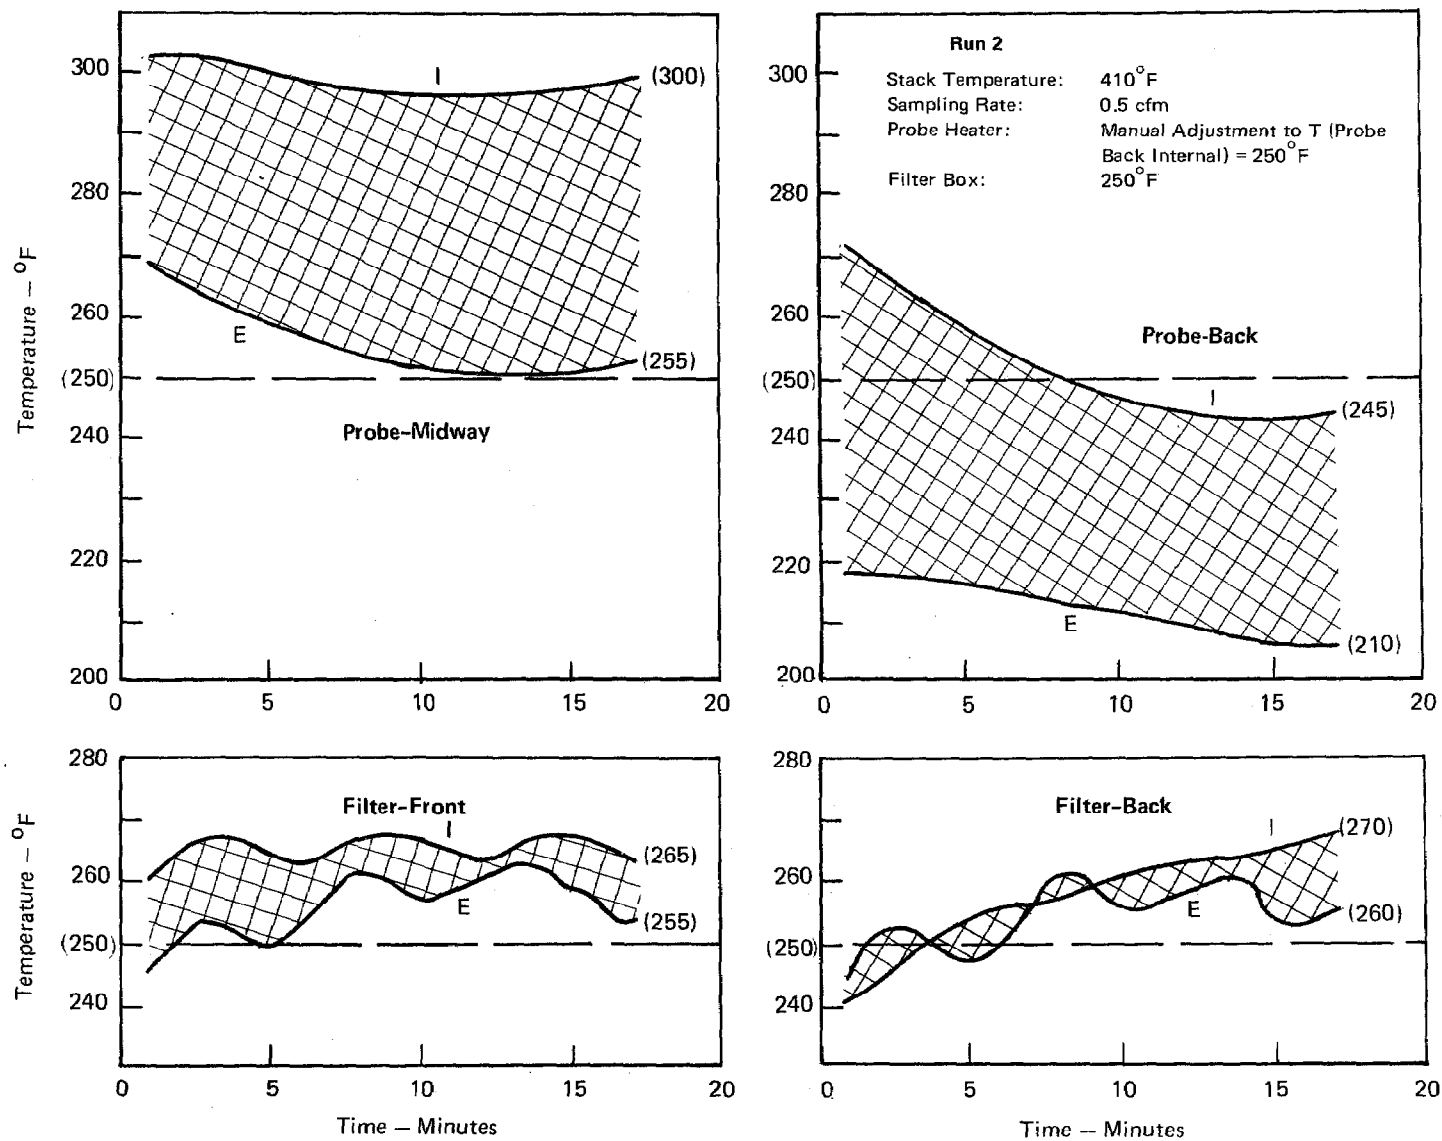 Run 2
Stack Temperature: 410°F
Sampling Rate: 0.5 cfm
Probe Heater: Manual Adjustment to T (Probe
Back Internal) = 250°F
Filter Box: 250°F
Temperature – °F
300
280
260
(250)
240
220
200
0 5 10 15 20
I
(300)
E
(255)
Probe-Midway
300
280
260
(250)
240
220
200
0 5 10 15 20
Probe-Back
I
(245)
E
(210)
Temperature – °F
280
260
(250)
240
0 5 10 15 20
Filter-Front
I
(265)
E
(255)
Time – Minutes
280
260
(250)
240
0 5 10 15 20
Filter-Back
I
(270)
E
(260)
Time – Minutes